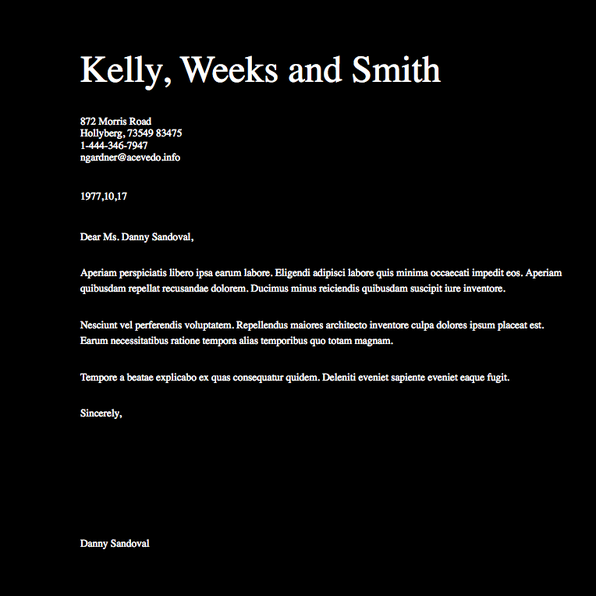 Kelly, Weeks and Smith
872 Morris Road
Hollyberg, 73549 83475
1-444-346-7947
ngardner@acevedo.info
1977,10,17
Dear Ms. Danny Sandoval,
Aperiam perspiciatis libero ipsa earum labore. Eligendi adipisci labore quis minima occaecati impedit eos. Aperiam
quibusdam repellat recusandae dolorem. Ducimus minus reiciendis quibusdam suscipit iure inventore.
Nesciunt vel perferendis voluptatem. Repellendus maiores architecto inventore culpa dolores ipsum placeat est.
Earum necessitatibus ratione tempora alias temporibus quo totam magnam.
Tempore a beatae explicabo ex quas consequatur quidem. Deleniti eveniet sapiente eveniet eaque fugit.
Sincerely,
Danny Sandoval